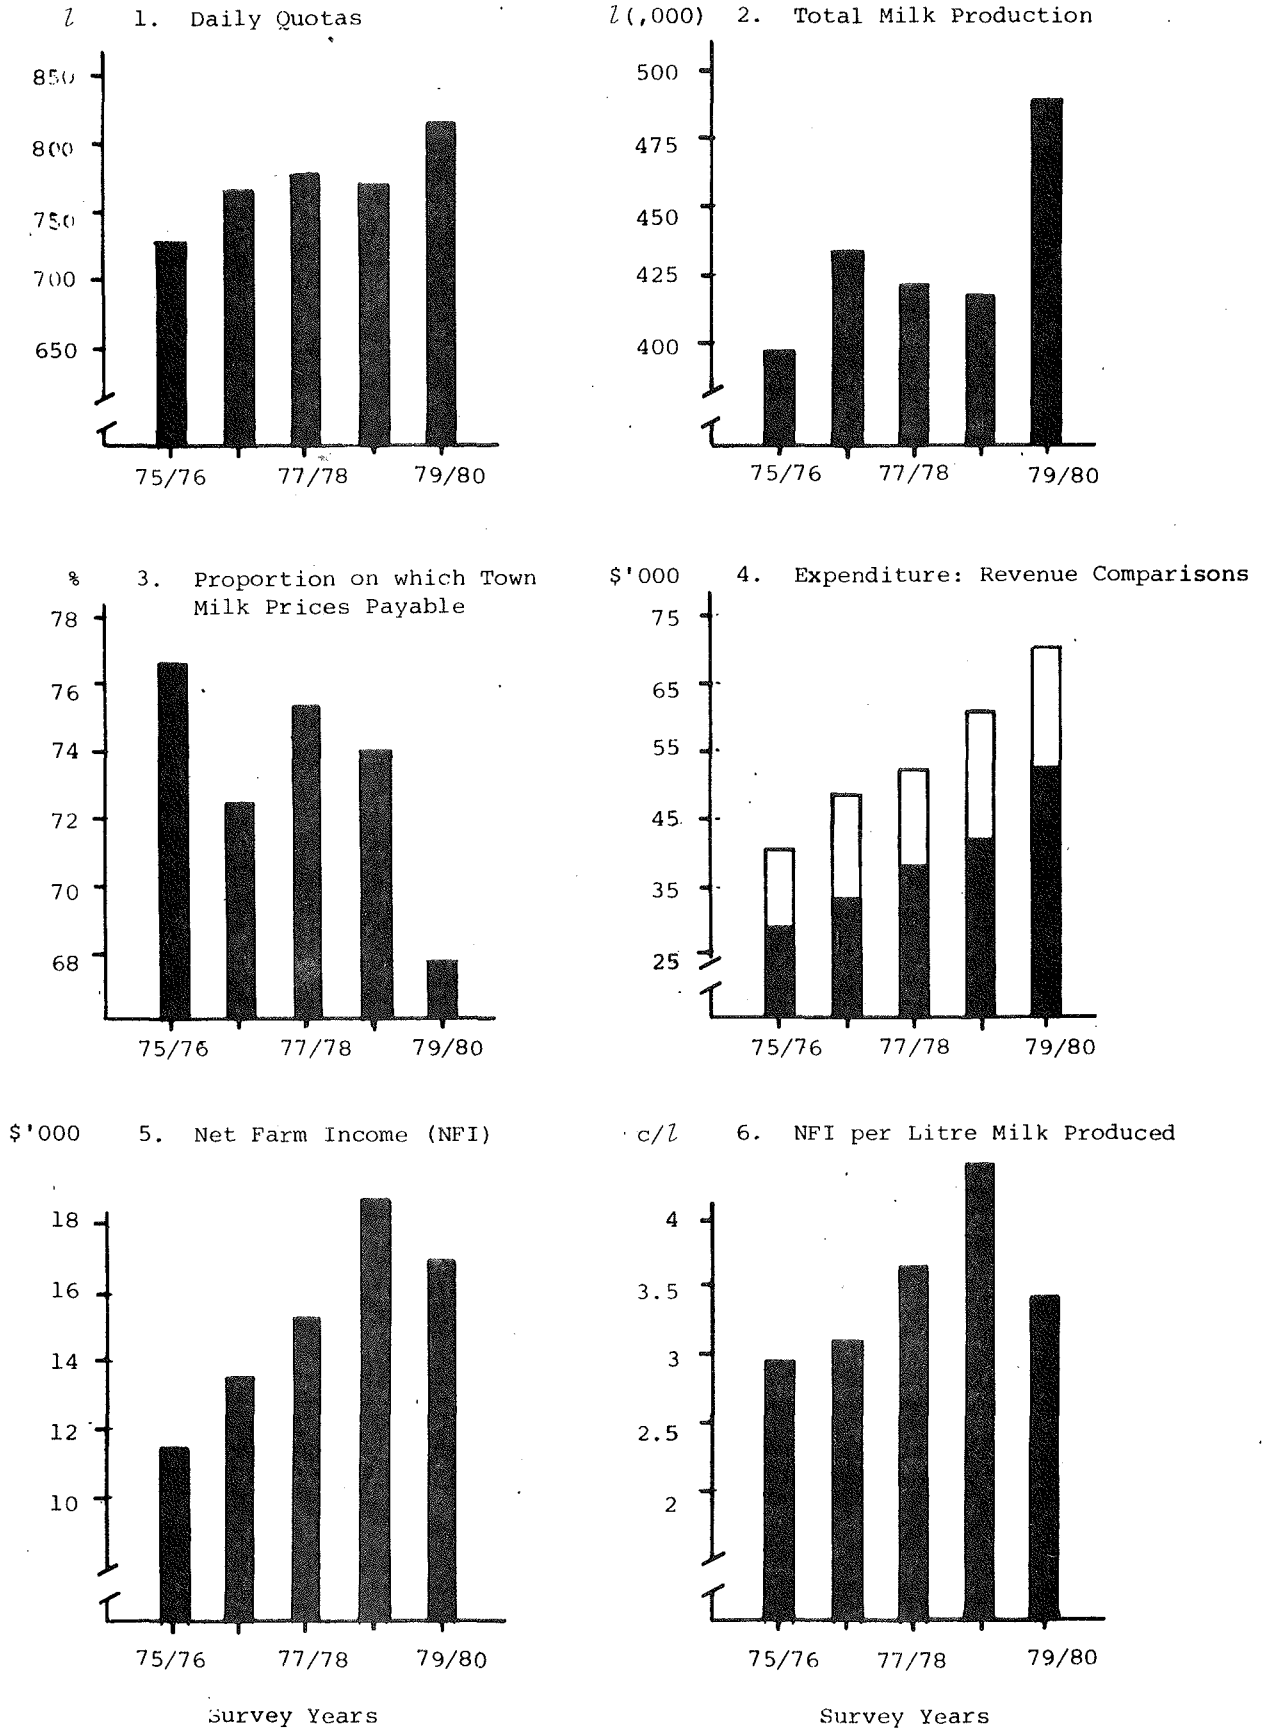 l 1. Daily Quotas
850
800
750
700
650
75/76 77/78 79/80
l(,000) 2. Total Milk Production
500
475
450
425
400
75/76 77/78 79/80
% 3. Proportion on which Town
Milk Prices Payable
78
76
74
72
70
68
75/76 77/78 79/80
$'000 4. Expenditure: Revenue Comparisons
75
65
55
45
35
25
75/76 77/78 79/80
$'000 5. Net Farm Income (NFI)
18
16
14
12
10
75/76 77/78 79/80
Survey Years
c/l 6. NFI per Litre Milk Produced
4
3.5
3
2.5
2
75/76 77/78 79/80
Survey Years